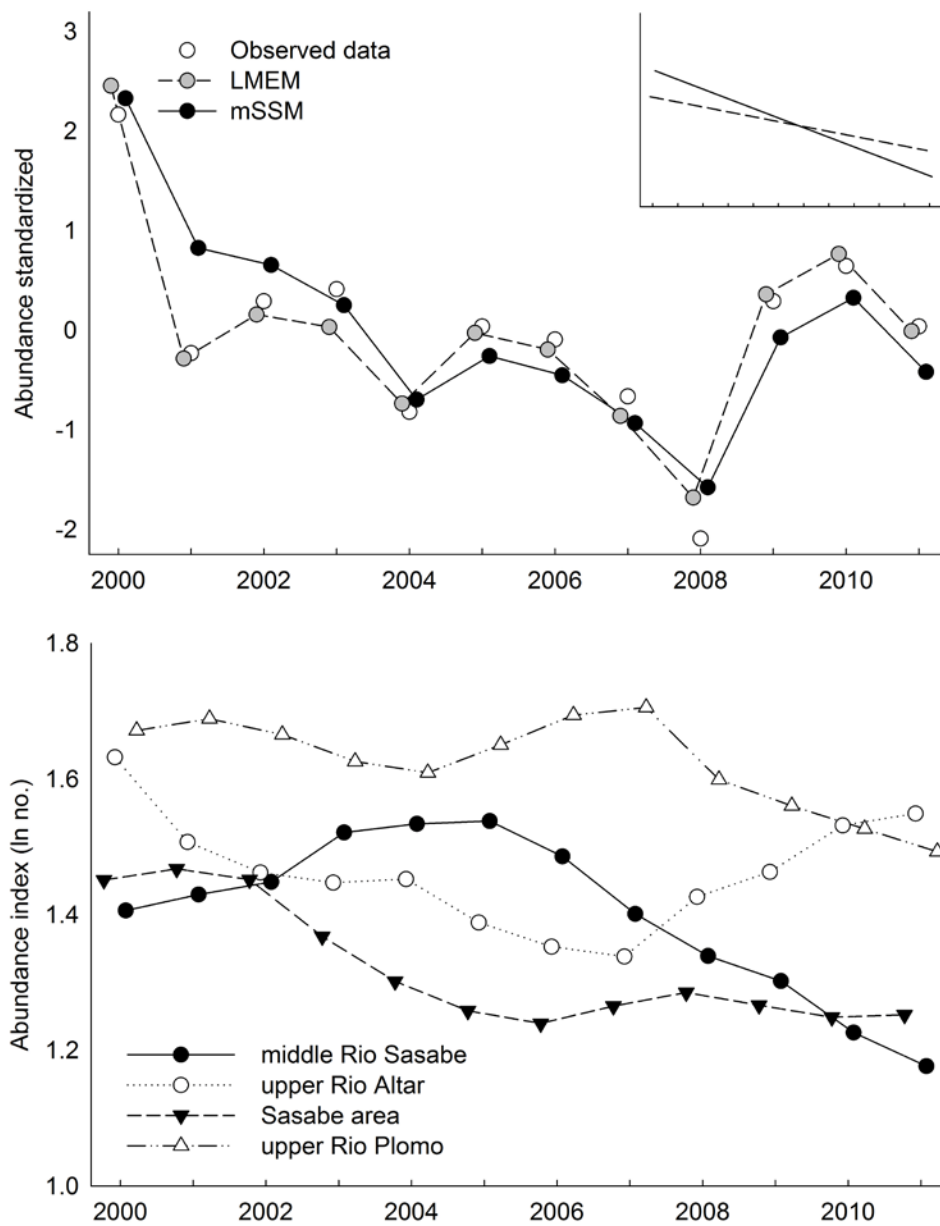 3
2
1
0
-1
-2
Abundance standardized
Observed data
LMEM
mSSM
2000 2002 2004 2006 2008 2010
1.8
1.6
1.4
1.2
1.0
Abundance index (ln no.)
middle Rio Sasabe
upper Rio Altar
Sasabe area
upper Rio Plomo
2000 2002 2004 2006 2008 2010